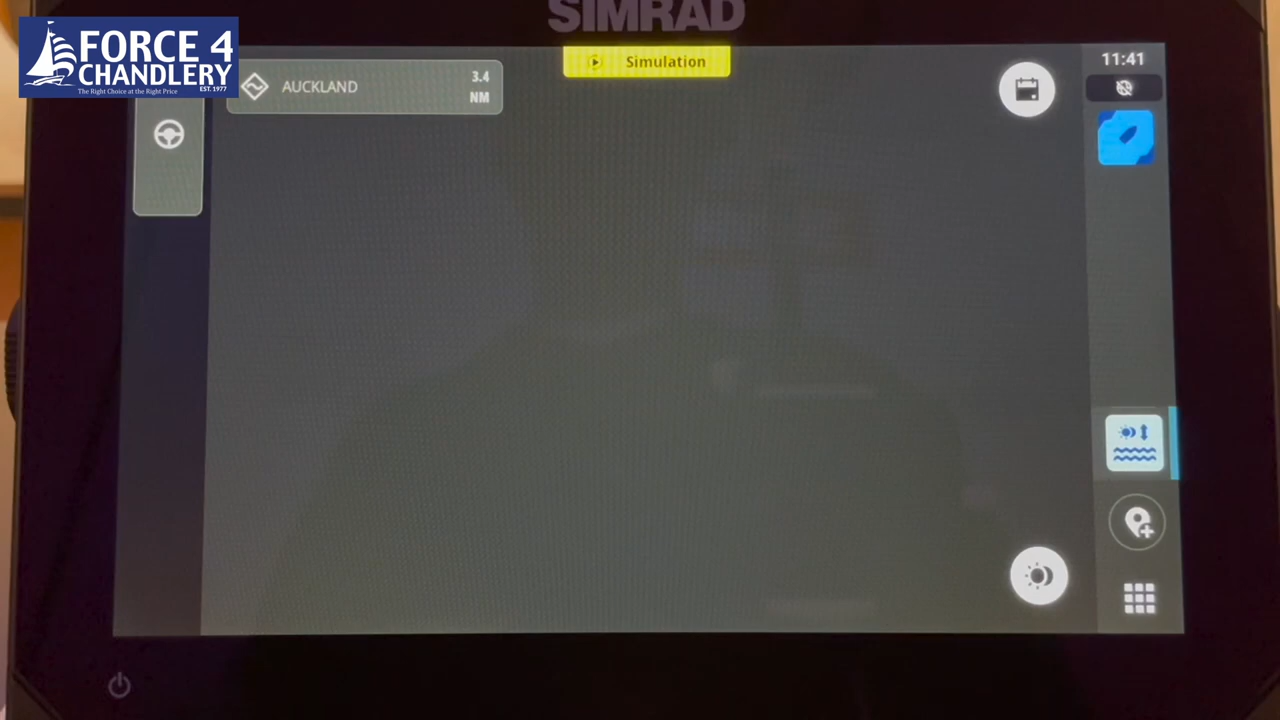 SIMRAD
FORCE 4
CHANDLERY
The Right Choice at the Right Price
EST. 1977
AUCKLAND
3.4
NM
Simulation
11:41